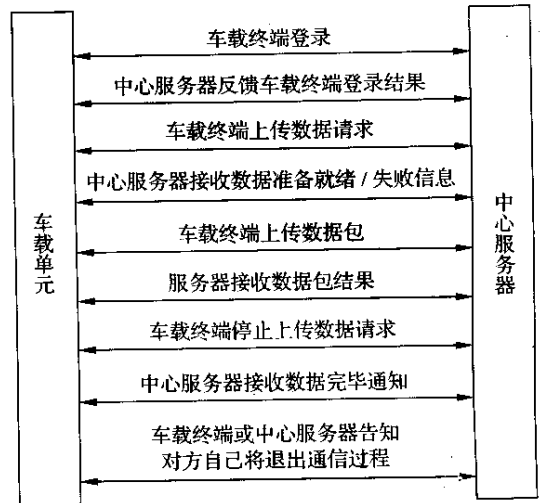 车载终端登录
中心服务器反馈车载终端登录结果
车载终端上传数据请求
中心服务器接收数据准备就绪 / 失败信息
车载终端上传数据包
服务器接收数据包结果
车载终端停止上传数据请求
中心服务器接收数据完毕通知
车载终端或中心服务器告知
对方自己将退出通信过程
车载单元
中心服务器